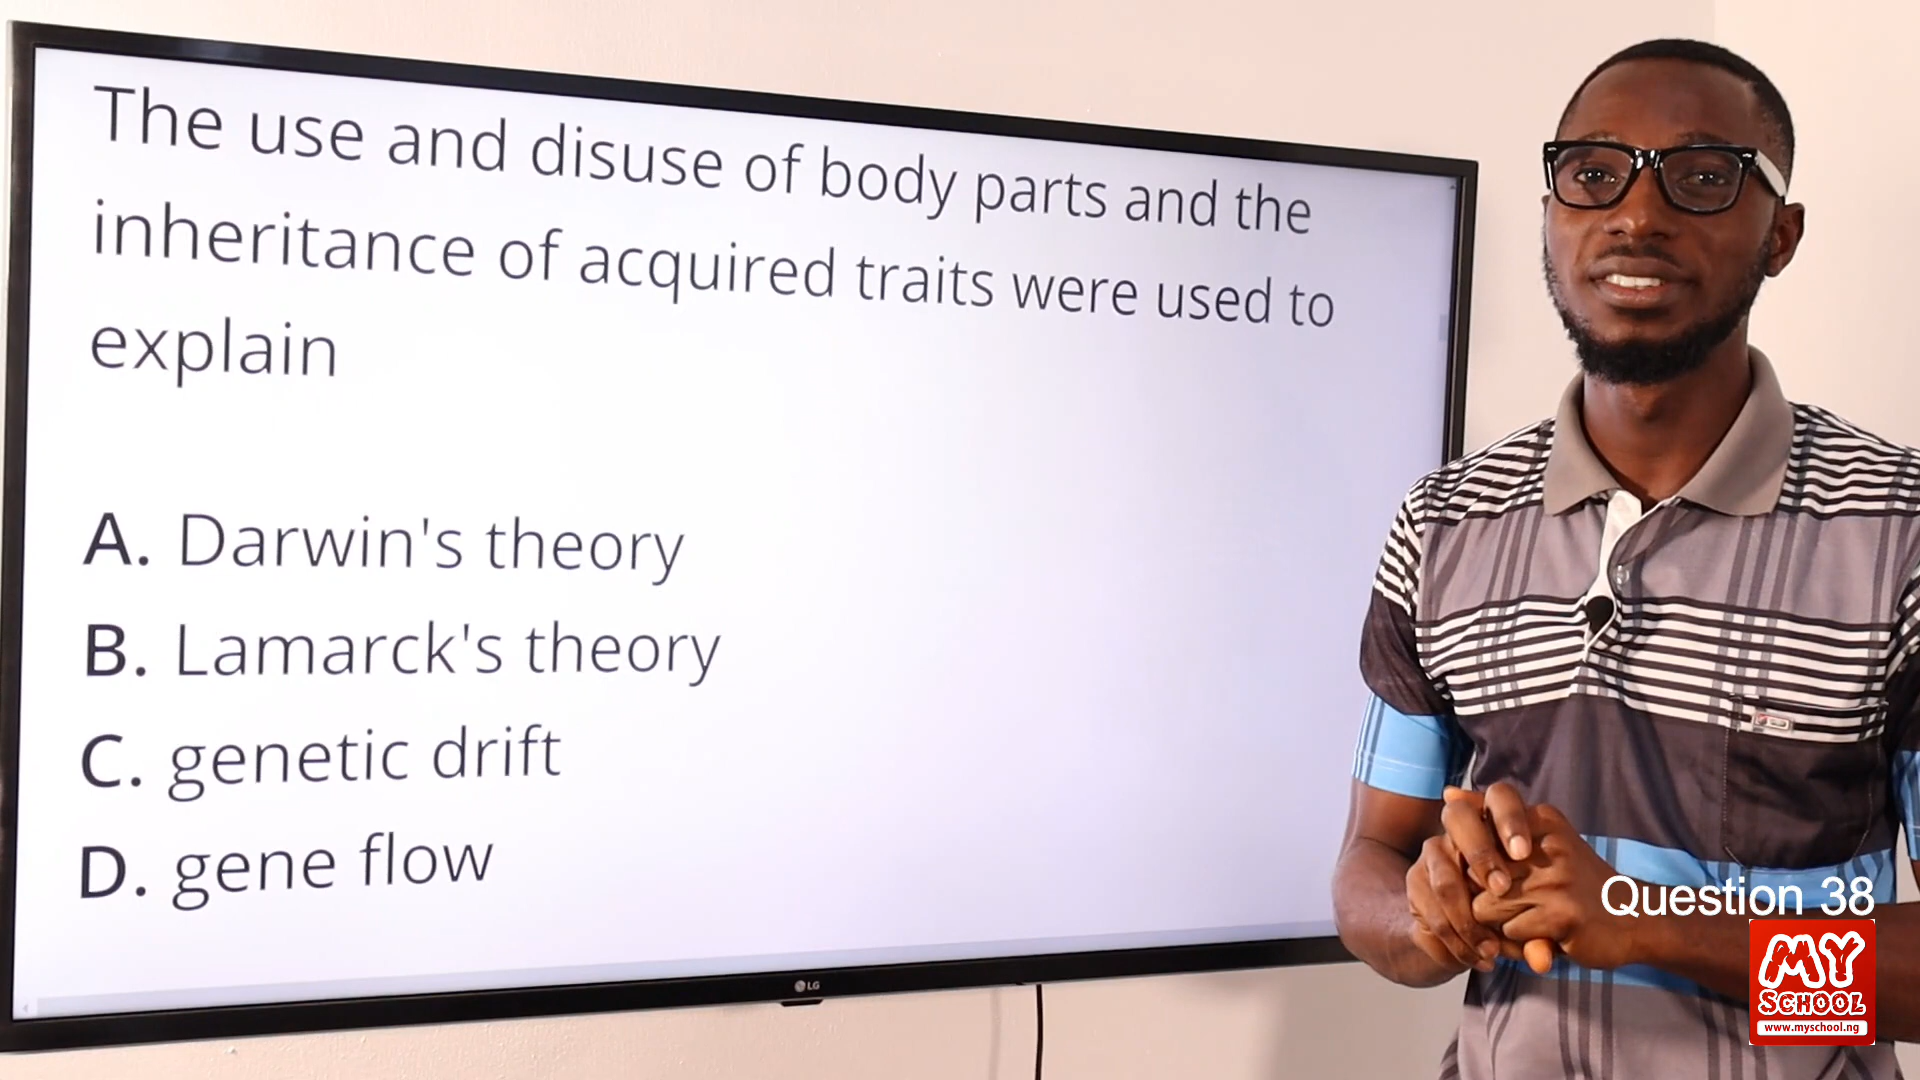 The use and disuse of body parts and the
inheritance of acquired traits were used to
explain
A. Darwin's theory
B. Lamarck's theory
C. genetic drift
D. gene flow
LG
Question 38
MY
SCHOOL
www.myschool.ng